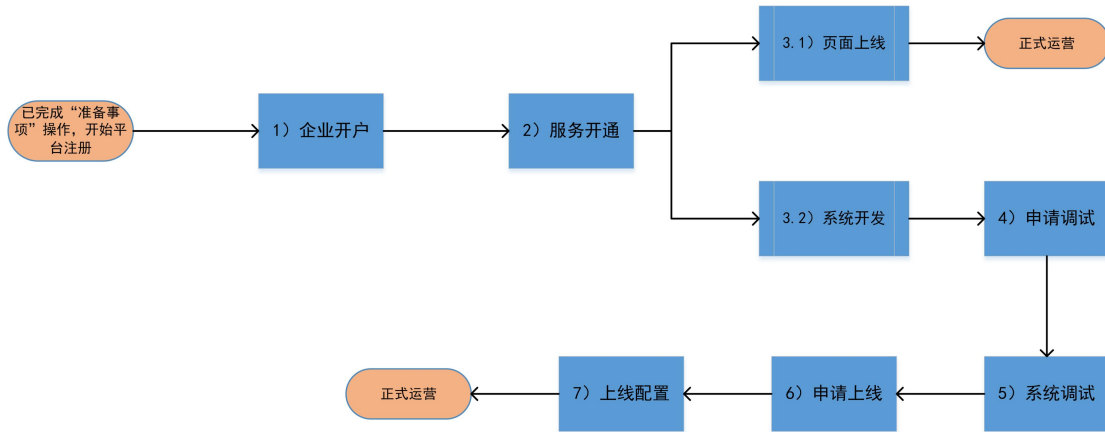 3.1）页面上线
正式运营
已完成“准备事
项”操作，开始平
台注册
1）企业开户
2）服务开通
3.2）系统开发
4）申请调试
正式运营
7）上线配置
6）申请上线
5）系统调试